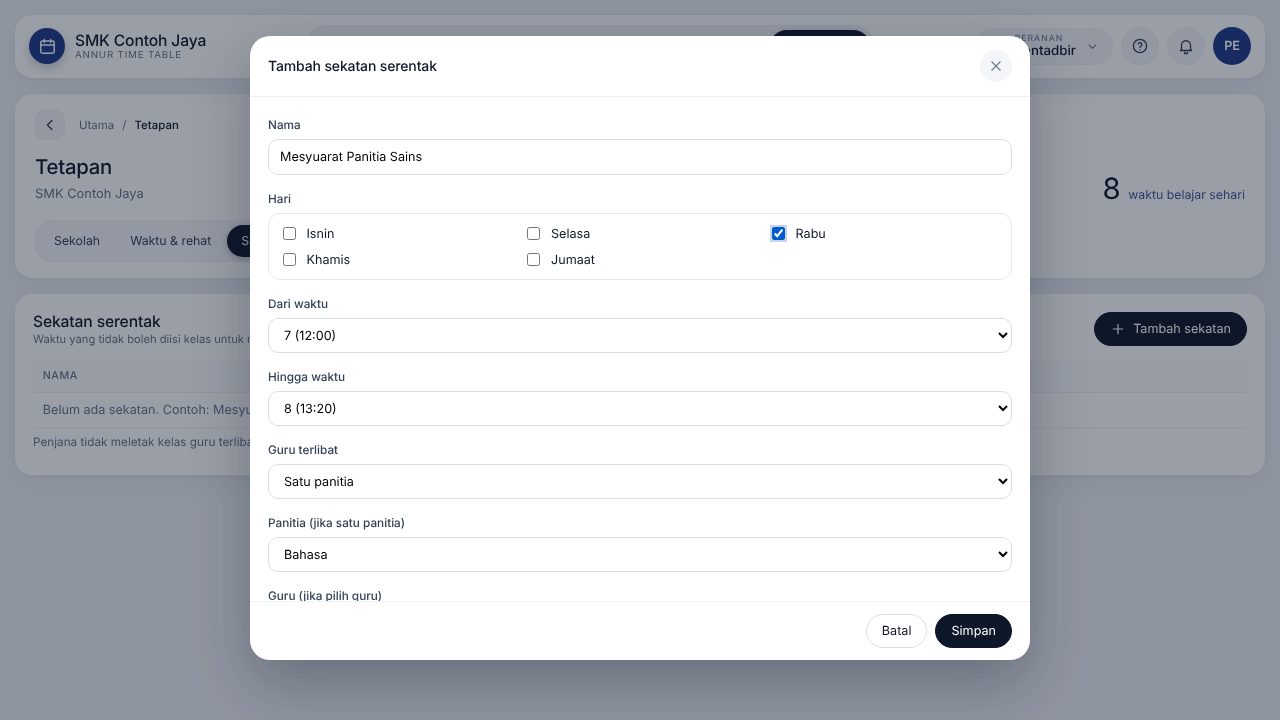 SMK Contoh Jaya
ANNUR TIME TABLE
PERANAN
ntadbir
PE
Utama / Tetapan
Tetapan
SMK Contoh Jaya
8 waktu belajar sehari
Sekolah
Waktu & rehat
S
Sekatan serentak
Waktu yang tidak boleh diisi kelas untuk
Tambah sekatan
NAMA
Belum ada sekatan. Contoh: Mesyu
Penjana tidak meletak kelas guru terliba
Tambah sekatan serentak
Nama
Mesyuarat Panitia Sains
Hari
Isnin
Selasa
Rabu
Khamis
Jumaat
Dari waktu
7 (12:00)
Hingga waktu
8 (13:20)
Guru terlibat
Satu panitia
Panitia (jika satu panitia)
Bahasa
Guru (jika pilih guru)
Batal
Simpan